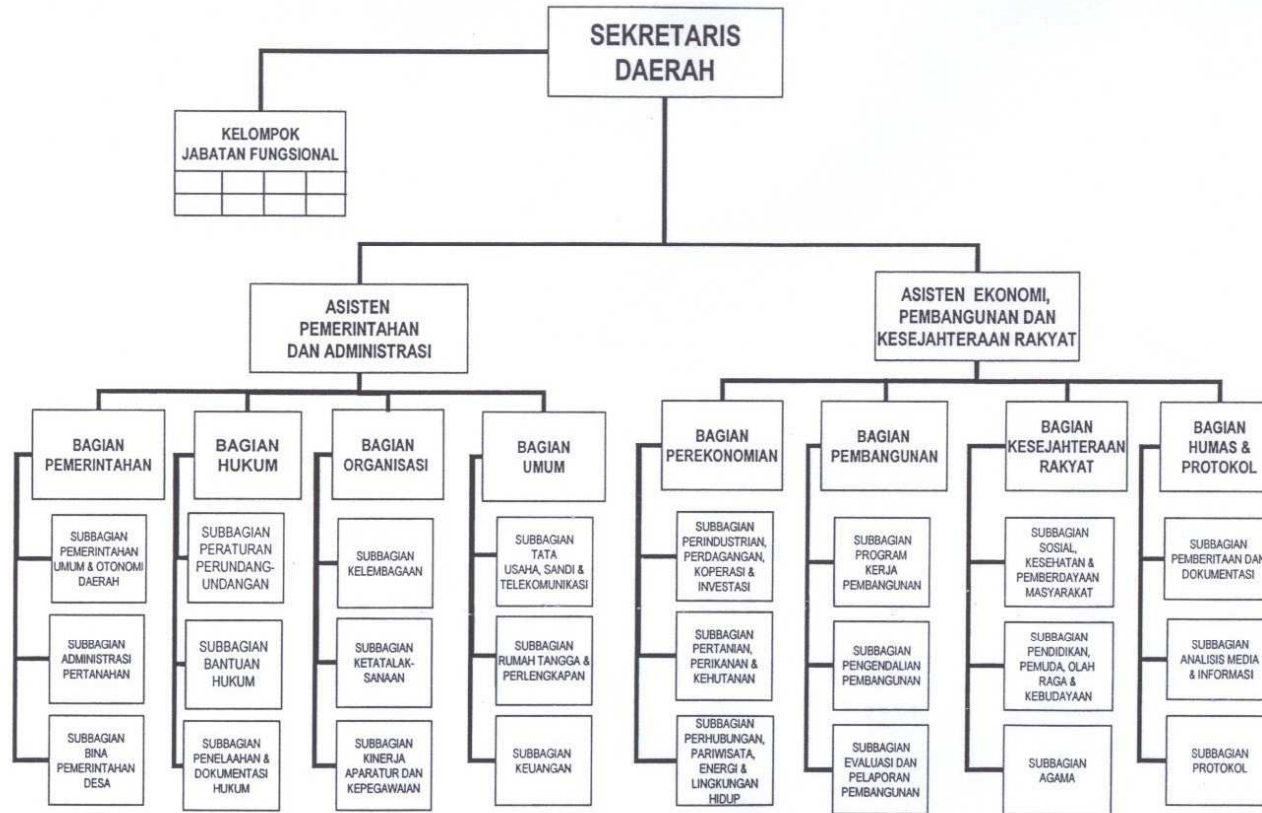 SEKRETARIS
DAERAH
KELOMPOK
JABATAN FUNGSIONAL
ASISTEN
PEMERINTAHAN
DAN ADMINISTRASI
ASISTEN EKONOMI,
PEMBANGUNAN DAN
KESEJAHTERAAN RAKYAT
BAGIAN
PEMERINTAHAN
BAGIAN
HUKUM
BAGIAN
ORGANISASI
BAGIAN
UMUM
BAGIAN
PEREKONOMIAN
BAGIAN
PEMBANGUNAN
BAGIAN
KESEJAHTERAAN
RAKYAT
BAGIAN
HUMAS &
PROTOKOL
SUBBAGIAN
PEMERINTAHAN
UMUM & OTONOMI
DAERAH
SUBBAGIAN
PERATURAN
PERUNDANG-
UNDANGAN
SUBBAGIAN
KELEMBAGAAN
SUBBAGIAN
TATA
USAHA, SANDI &
TELEKOMUNIKASI
SUBBAGIAN
PERINDUSTRIAN,
PERDAGANGAN,
KOPERASI &
INVESTASI
SUBBAGIAN
PROGRAM
KERJA
PEMBANGUNAN
SUBBAGIAN
SOSIAL,
KESEHATAN &
PEMBERDAYAAN
MASYARAKAT
SUBBAGIAN
PEMBERITAAN DAN
DOKUMENTASI
SUBBAGIAN
ADMINISTRASI
PERTANAHAN
SUBBAGIAN
BANTUAN
HUKUM
SUBBAGIAN
KETATALAK-
SANAAN
SUBBAGIAN
RUMAH TANGGA &
PERLENGKAPAN
SUBBAGIAN
PERTANIAN,
PERIKANAN &
KEHUTANAN
SUBBAGIAN
PENGENDALIAN
PEMBANGUNAN
SUBBAGIAN
PENDIDIKAN,
PEMUDA, OLAH
RAGA &
KEBUDAYAAN
SUBBAGIAN
ANALISIS MEDIA
& INFORMASI
SUBBAGIAN
BINA
PEMERINTAHAN
DESA
SUBBAGIAN
PENELAAHAN &
DOKUMENTASI
HUKUM
SUBBAGIAN
KINERJA
APARATUR DAN
KEPEGAWAIAN
SUBBAGIAN
KEUANGAN
SUBBAGIAN
PERHUBUNGAN,
PARIWISATA,
ENERGI &
LINGKUNGAN
HIDUP
SUBBAGIAN
EVALUASI DAN
PELAPORAN
PEMBANGUNAN
SUBBAGIAN
AGAMA
SUBBAGIAN
PROTOKOL